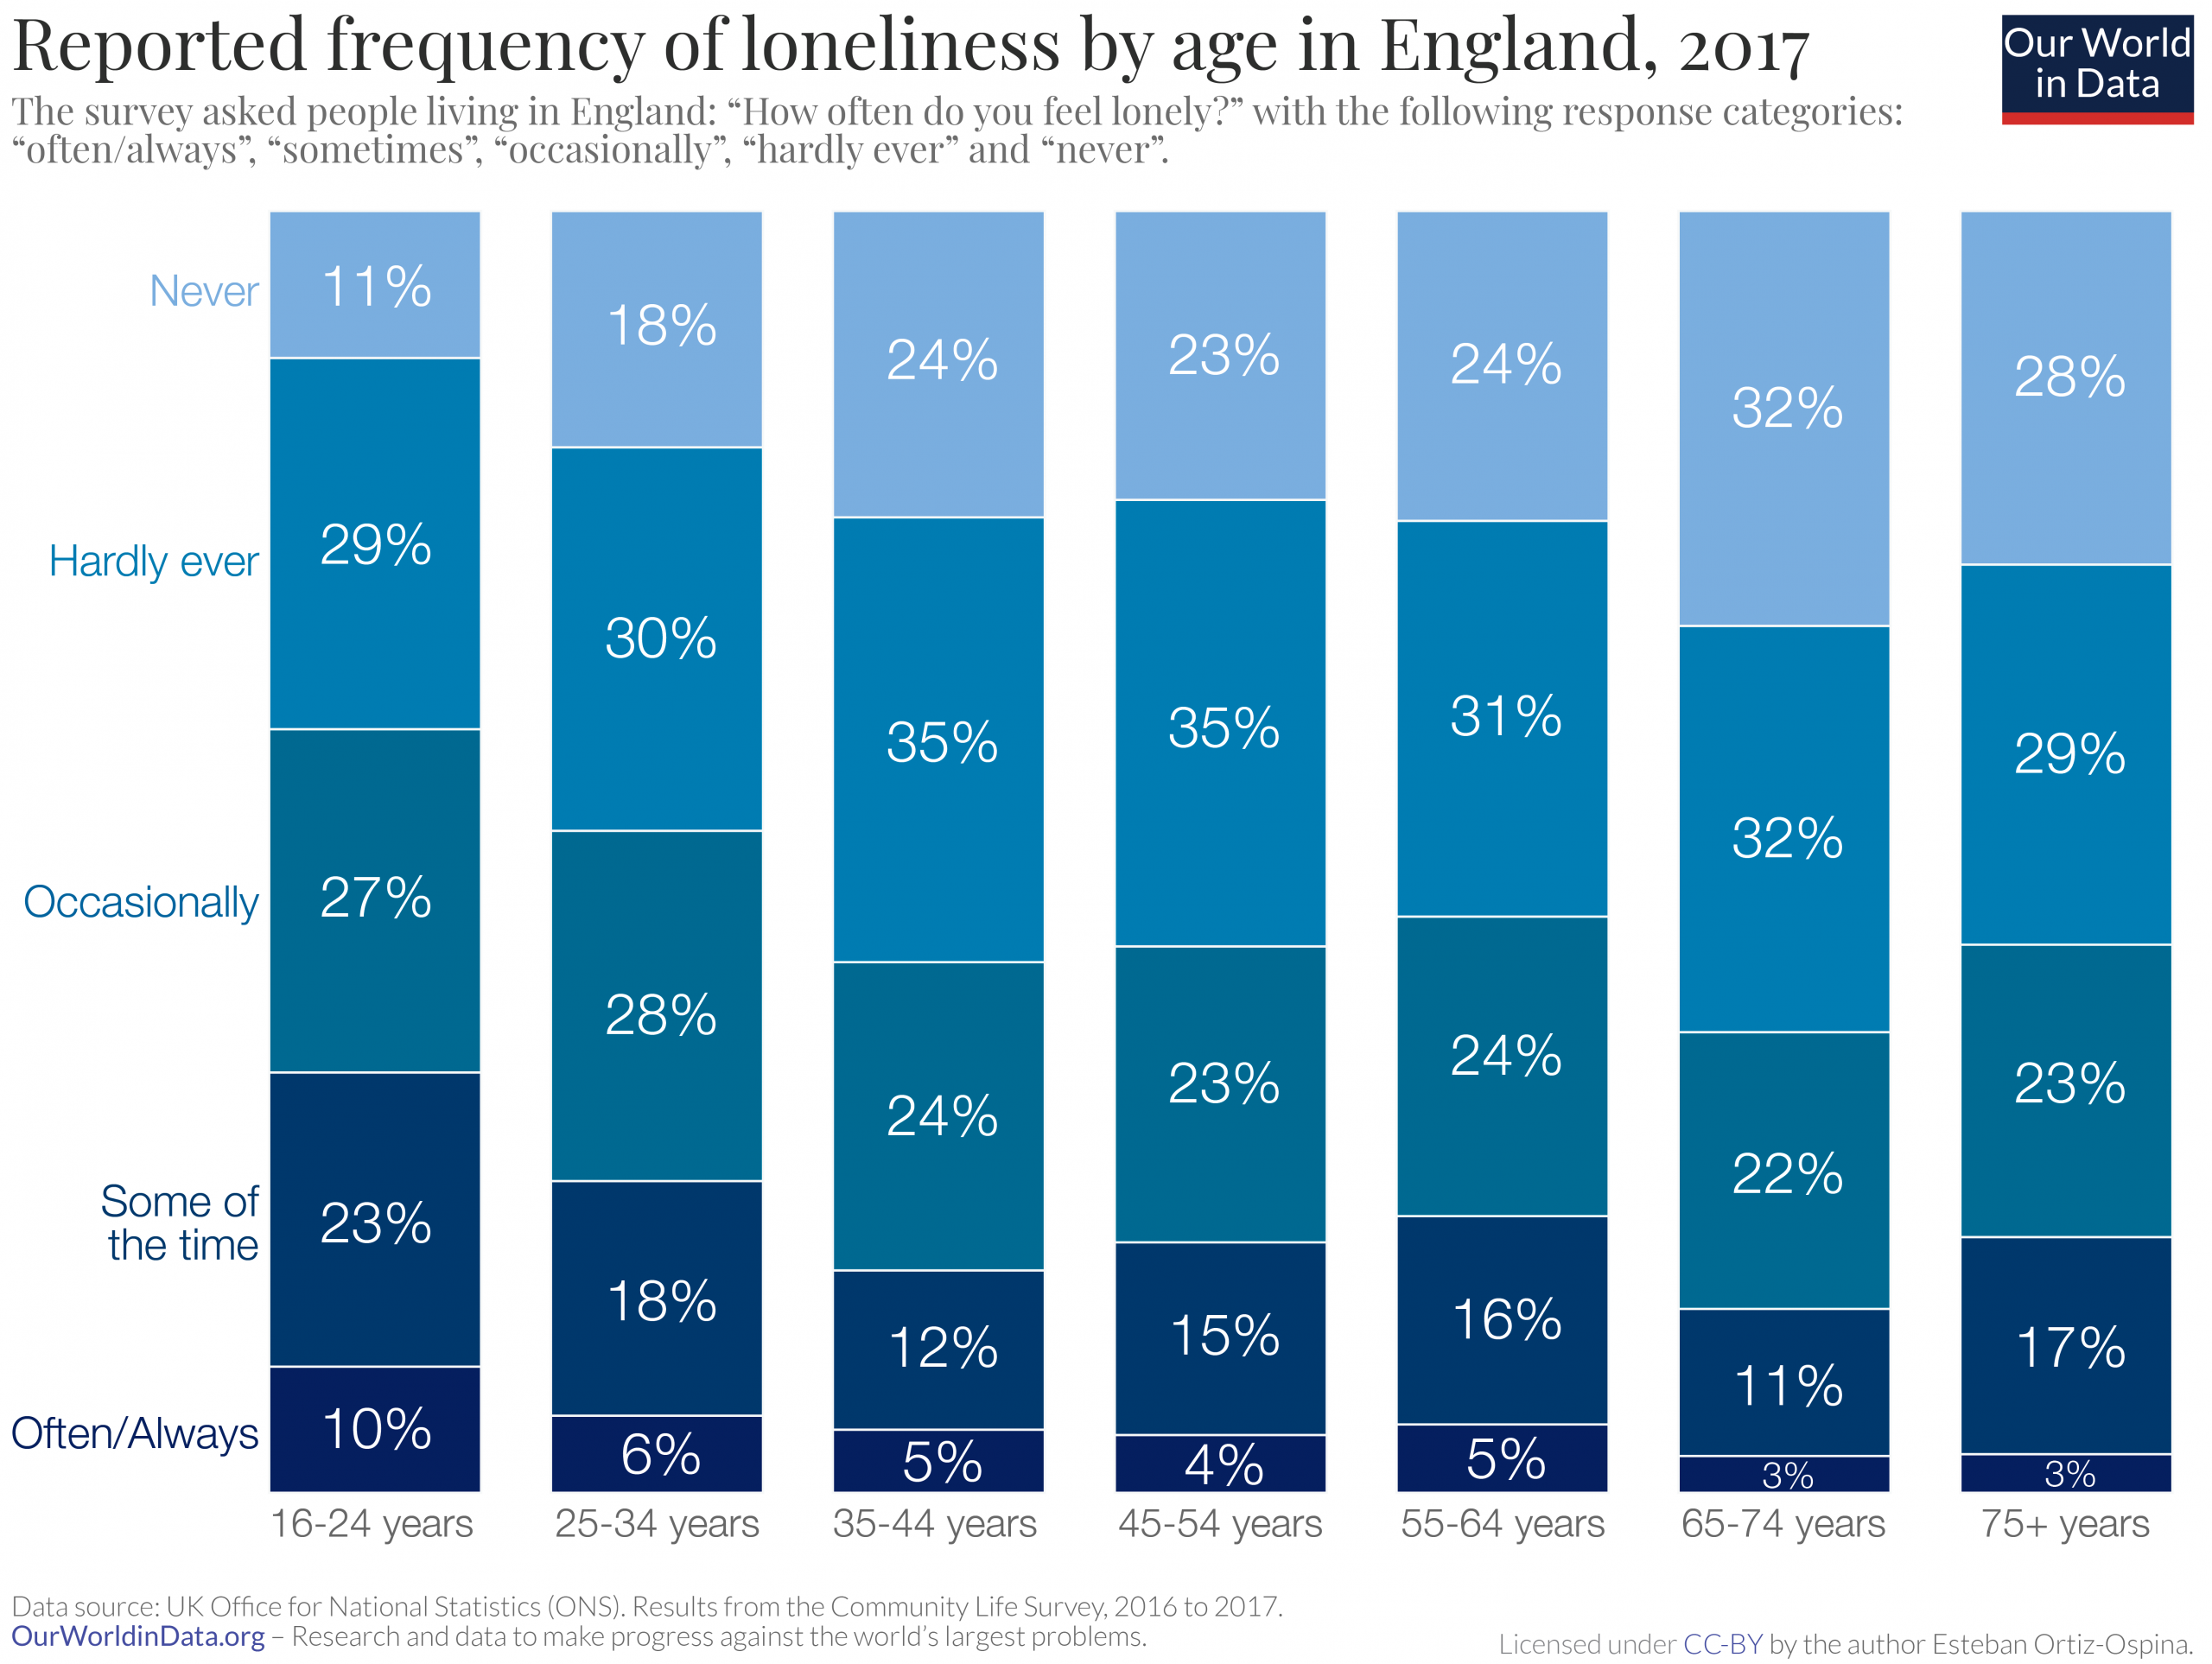 Reported frequency of loneliness by age in England, 2017
Our World
in Data
The survey asked people living in England: “How often do you feel lonely?” with the following response categories:
“often/always”, “sometimes”, “occasionally”, “hardly ever” and “never”.
Never
11%
18%
24%
23%
24%
32%
28%
Hardly ever
29%
30%
35%
35%
31%
32%
29%
Occasionally
27%
28%
24%
23%
24%
22%
23%
Some of
the time
23%
18%
12%
15%
16%
11%
17%
Often/Always
10%
6%
5%
4%
5%
3%
3%
16-24 years
25-34 years
35-44 years
45-54 years
55-64 years
65-74 years
75+ years
Data source: UK Office for National Statistics (ONS). Results from the Community Life Survey, 2016 to 2017.
OurWorldinData.org – Research and data to make progress against the world’s largest problems.
Licensed under CC-BY by the author Esteban Ortiz-Ospina.